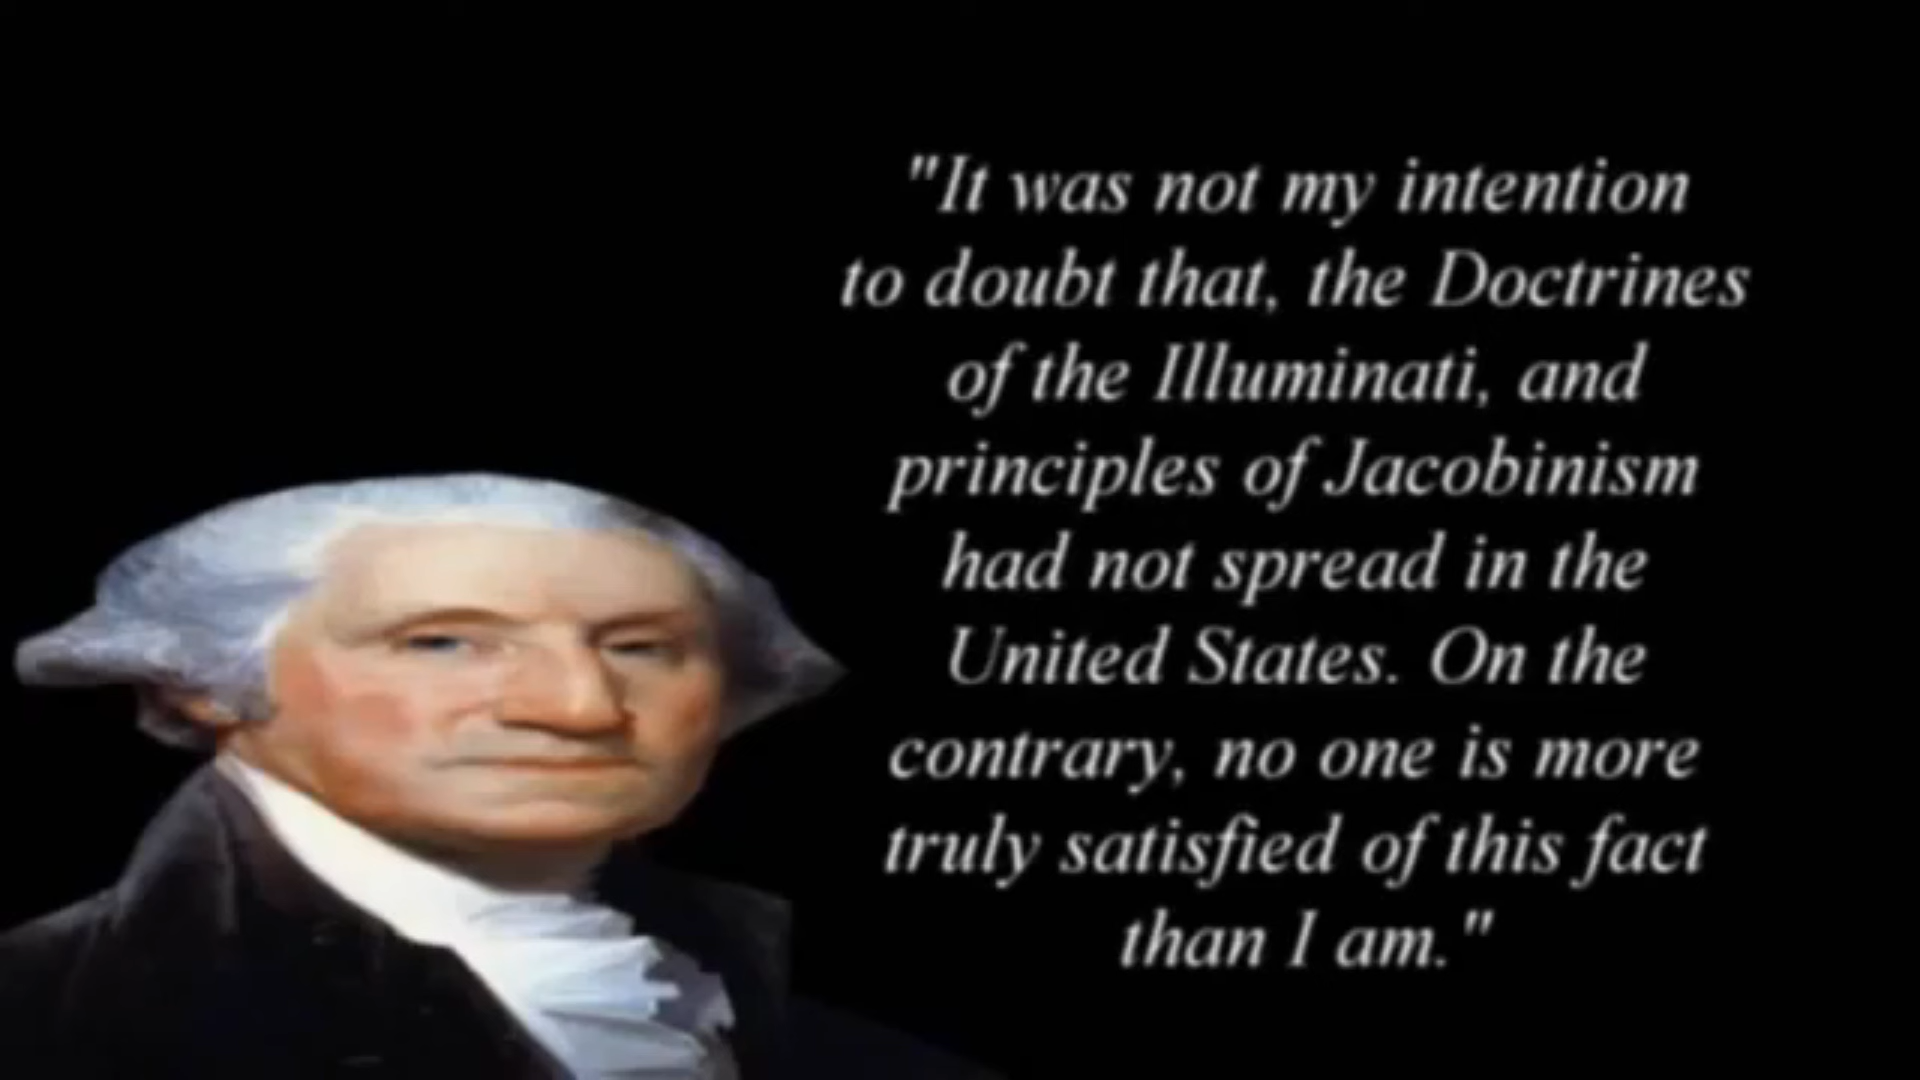 "It was not my intention
to doubt that, the Doctrines
of the Illuminati, and
principles of Jacobinism
had not spread in the
United States. On the
contrary, no one is more
truly satisfied of this fact
than I am."